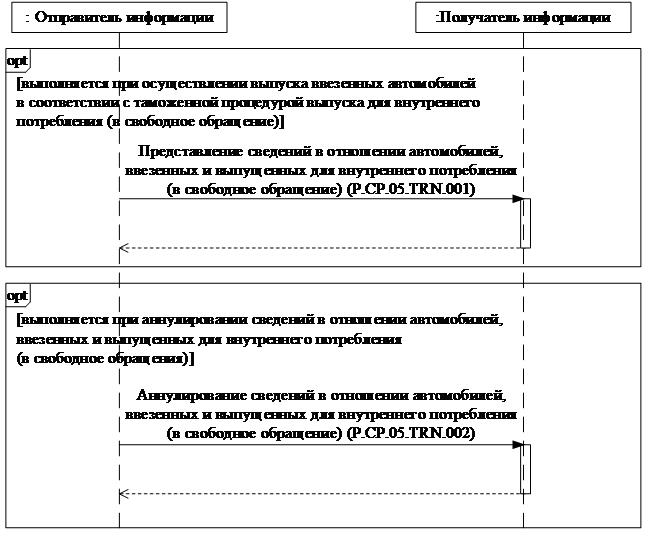 : Отправитель информации
:Получатель информации
opt
[выполняется при осуществлении выпуска ввезенных автомобилей
в соответствии с таможенной процедурой выпуска для внутреннего
потребления (в свободное обращение)]
Представление сведений в отношении автомобилей,
ввезенных и выпущенных для внутреннего потребления
(в свободное обращение) (P.CP.05.TRN.001)
opt
[выполняется при аннулировании сведений в отношении автомобилей,
ввезенных и выпущенных для внутреннего потребления
(в свободное обращения)]
Аннулирование сведений в отношении автомобилей,
ввезенных и выпущенных для внутреннего потребления
(в свободное обращение) (P.CP.05.TRN.002)